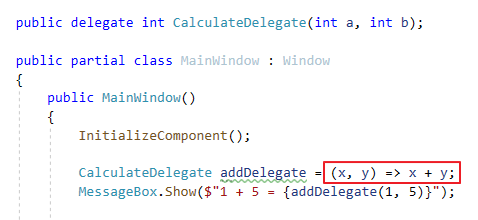 public delegate int CalculateDelegate(int a, int b);
public partial class MainWindow : Window
{
public MainWindow()
{
InitializeComponent();
CalculateDelegate addDelegate = (x, y) => x + y;
MessageBox.Show($"1 + 5 = {addDelegate(1, 5)}");